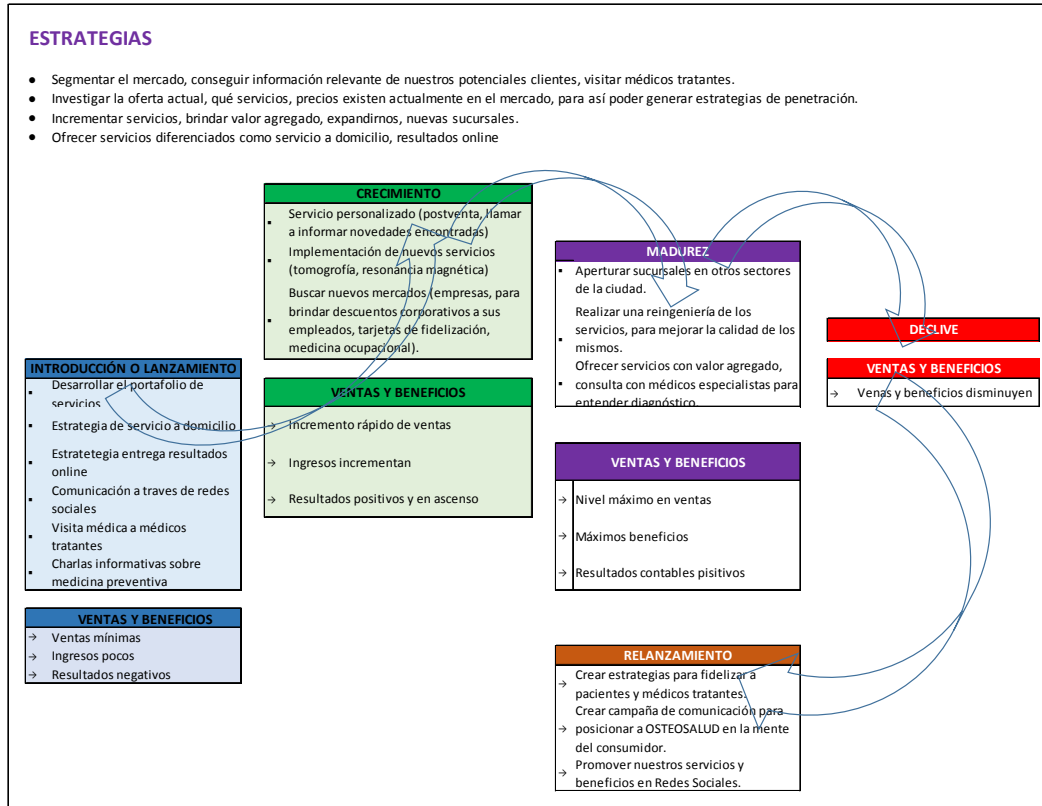 ESTRATEGIAS
● Segmentar el mercado, conseguir información relevante de nuestros potenciales clientes, visitar médicos tratantes.
● Investigar la oferta actual, qué servicios, precios existen actualmente en el mercado, para así poder generar estrategias de penetración.
● Incrementar servicios, brindar valor agregado, expandirnos, nuevas sucursales.
● Ofrecer servicios diferenciados como servicio a domicilio, resultados online
CRECIMIENTO
▪ Servicio personalizado (postventa, llamar
a informar novedades encontradas)
▪ Implementación de nuevos servicios
(tomogrofía, resonancia magnética)
▪ Buscar nuevos mercados (empresas, para
brindar descuentos corporativos a sus
empleados, tarjetas de fidelización,
medicina ocupacional).
VENTAS Y BENEFICIOS
→ Incremento rápido de ventas
→ Ingresos incrementan
→ Resultados positivos y en ascenso
INTRODUCCIÓN O LANZAMIENTO
▪ Desarrollar el portafolio de
servicios
▪ Estrategia de servicio a domicilio
▪ Estratetegia entrega resultados
online
▪ Comunicación a traves de redes
sociales
▪ Visita médica a médicos
tratantes
▪ Charlas informativas sobre
medicina preventiva
VENTAS Y BENEFICIOS
→ Ventas mínimas
→ Ingresos pocos
→ Resultados negativos
MADUREZ
▪ Aperturar sucursales en otros sectores
de la ciudad.
▪ Realizar una reingeniería de los
servicios, para mejorar la calidad de los
mismos.
▪ Ofrecer servicios con valor agregado,
consulta con médicos especialistas para
entender diagnóstico.
VENTAS Y BENEFICIOS
→ Nivel máximo en ventas
→ Máximos beneficios
→ Resultados contables pisitivos
DECLIVE
VENTAS Y BENEFICIOS
→ Venas y beneficios disminuyen
RELANZAMIENTO
→ Crear estrategias para fidelizar a
pacientes y médicos tratantes.
→ Crear campaña de comunicación para
posicionar a OSTEOSALUD en la mente
del consumidor.
→ Promover nuestros servicios y
beneficios en Redes Sociales.